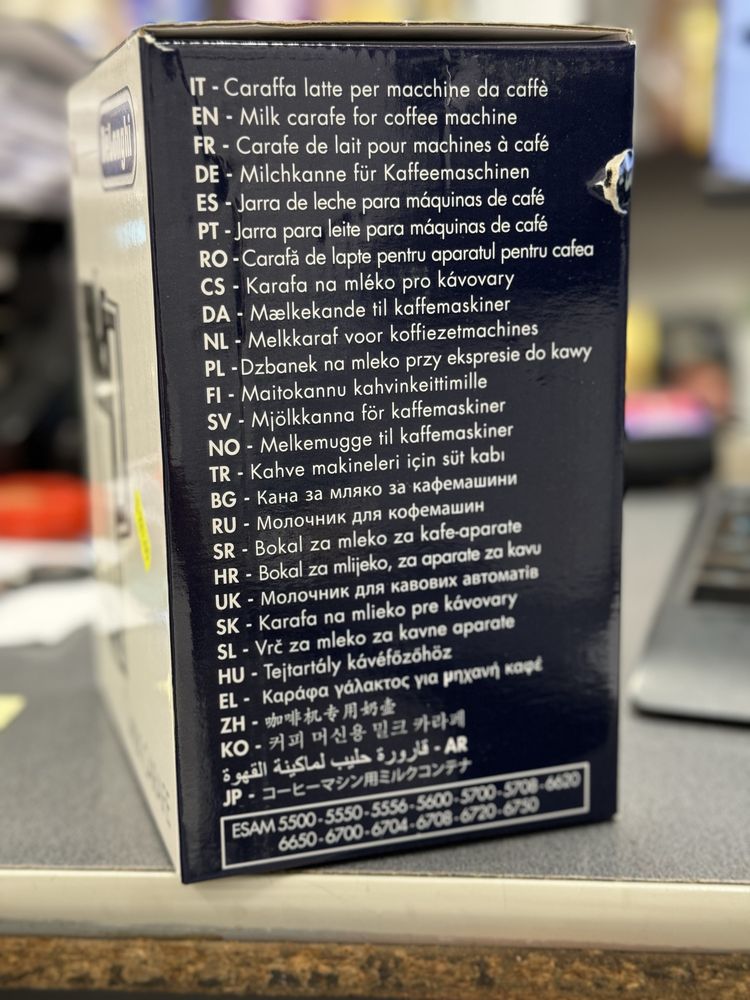 DeLonghi
IT - Caraffa latte per macchine da caffè
EN - Milk carafe for coffee machine
FR - Carafe de lait pour machines à café
DE - Milchkanne für Kaffeemaschinen
ES - Jarra de leche para máquinas de café
PT - Jarra para leite para máquinas de café
RO - Carafă de lapte pentru aparatul pentru cafea
CS - Karafa na mléko pro kávovary
DA - Mælkekande til kaffemaskiner
NL - Melkkaraf voor koffiezetmachines
PL - Dzbanek na mleko przy ekspresie do kawy
FI - Maitokannu kahvinkeittimille
SV - Mjölkkanna för kaffemaskiner
NO - Melkemugge til kaffemaskiner
TR - Kahve makineleri için süt kabı
BG - Кана за мляко за кафемашини
RU - Молочник для кофемашин
SR - Bokal za mleko za kafe-aparate
HR - Bokal za mlijeko, za aparate za kavu
UK - Молочник для кавових автоматів
SK - Karafa na mlieko pre kávovary
SL - Vrč za mleko za kavne aparate
HU - Tejtartály kávéfőzőhöz
EL - Καράφα γάλακτος για μηχανή καφέ
ZH - 咖啡机专用奶壶
KO - 커피 머신용 밀크 카라페
AR - قارورة حليب لماكينة القهوة
JP - コーヒーマシン用ミルクコンテナ
ESAM 5500 - 5550 - 5556 - 5600 - 5700 - 5708 - 6620
6650 - 6700 - 6704 - 6708 - 6720 - 6750